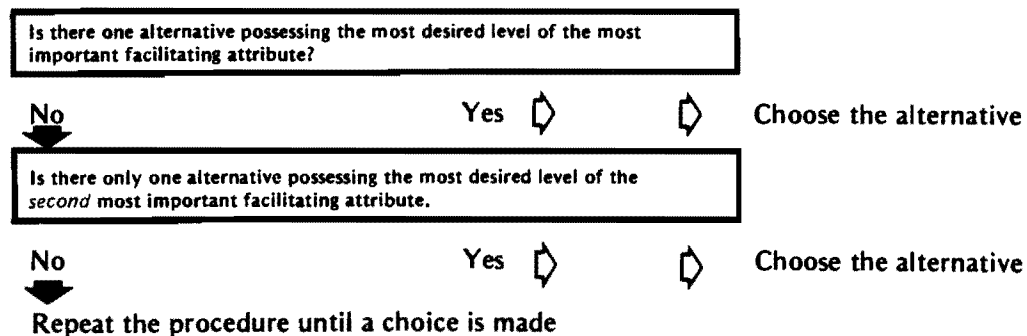 Is there one alternative possessing the most desired level of the most
important facilitating attribute?
No Yes Choose the alternative
Is there only one alternative possessing the most desired level of the
second most important facilitating attribute.
No Yes Choose the alternative
Repeat the procedure until a choice is made